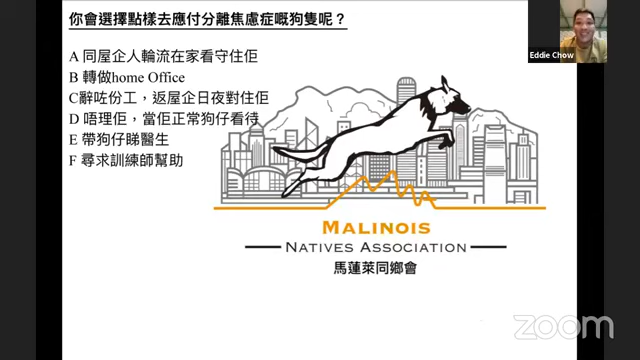 你會選擇點樣去應付分離焦慮症嘅狗隻呢？
A 同屋企人輪流在家看守住佢
B 轉做home Office
C辭咗份工，返屋企日夜對住佢
D 唔理佢，當佢正常狗仔看待
E 帶狗仔睇醫生
F 尋求訓練師幫助
MALINOIS
NATIVES ASSOCIATION
馬蓮萊同鄉會
Eddie Chow
zoom